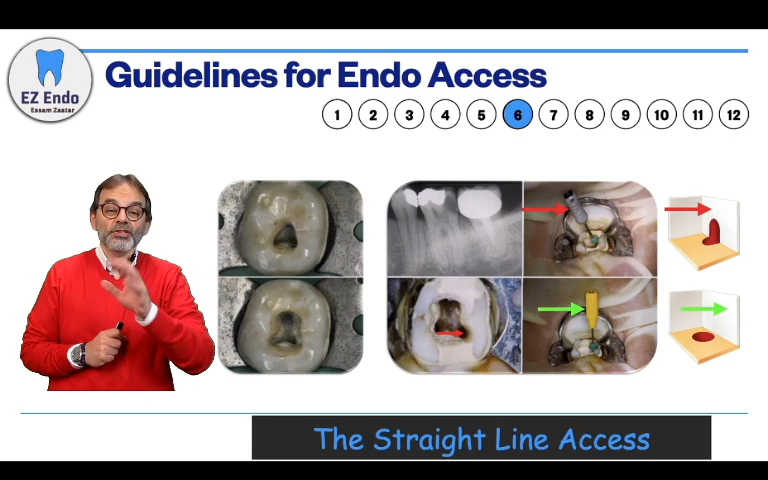 Guidelines for Endo Access
EZ Endo
Essam Zaatar
1 2 3 4 5 6 7 8 9 10 11 12
The Straight Line Access